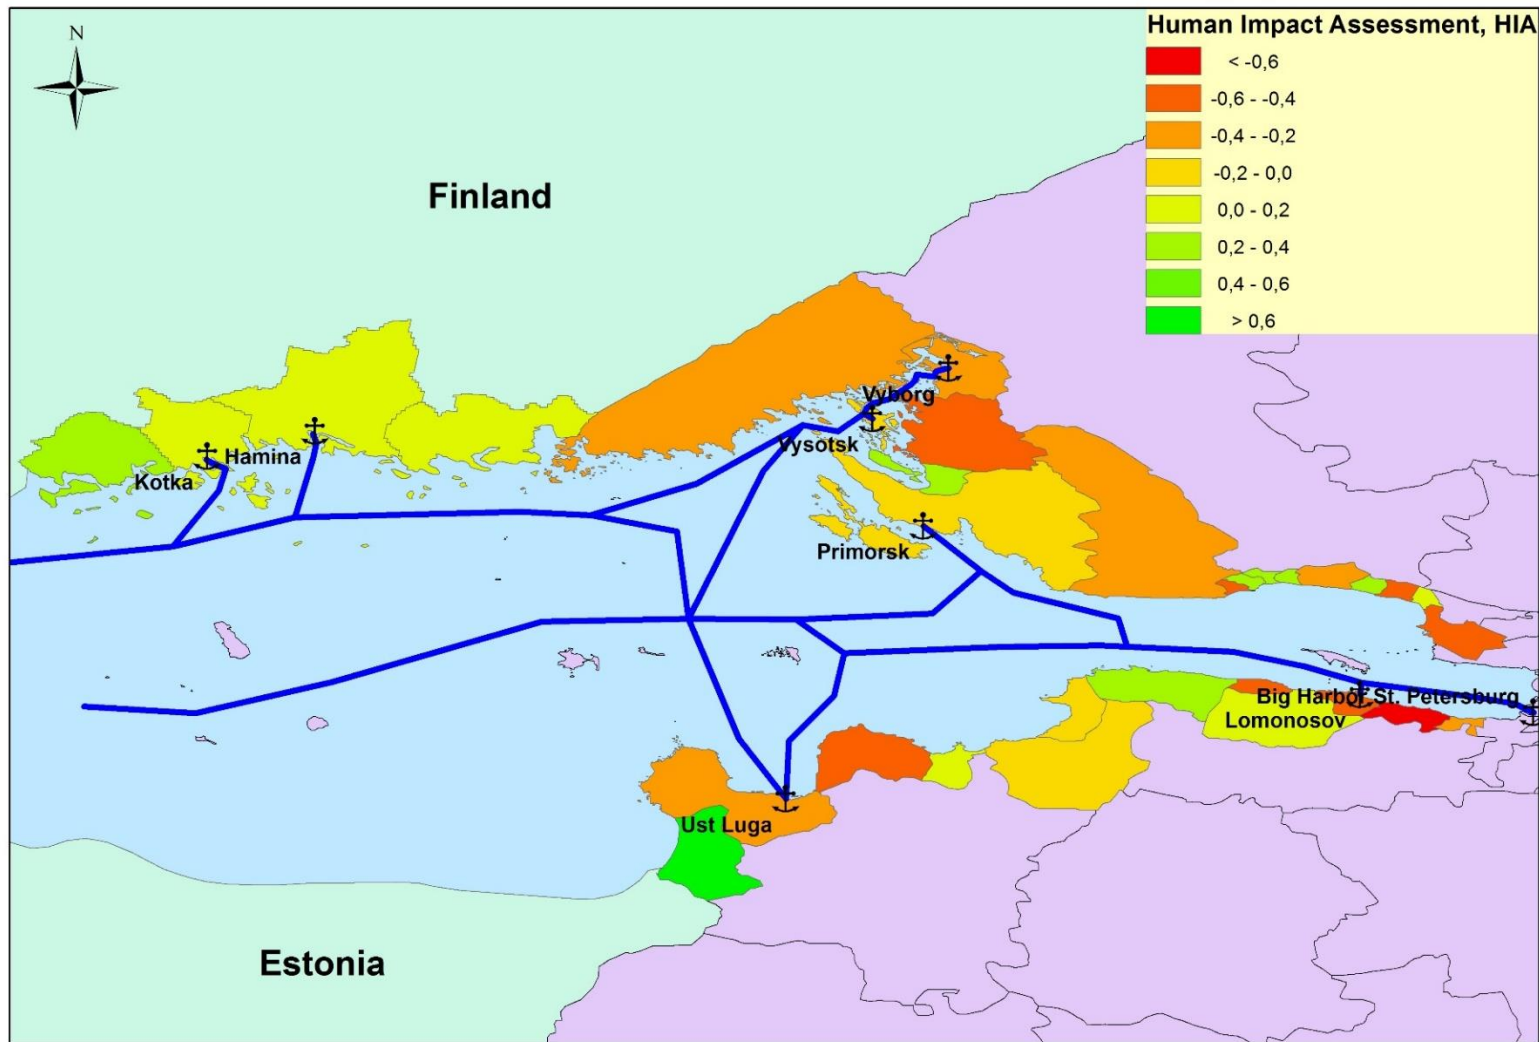 Human Impact Assessment, HIA
N
< -0,6
-0,6 - -0,4
-0,4 - -0,2
-0,2 - 0,0
0,0 - 0,2
0,2 - 0,4
0,4 - 0,6
> 0,6
Finland
Vyborg
Vysotsk
Hamina
Kotka
Primorsk
Big Harbor St. Petersburg
Lomonosov
Ust Luga
Estonia